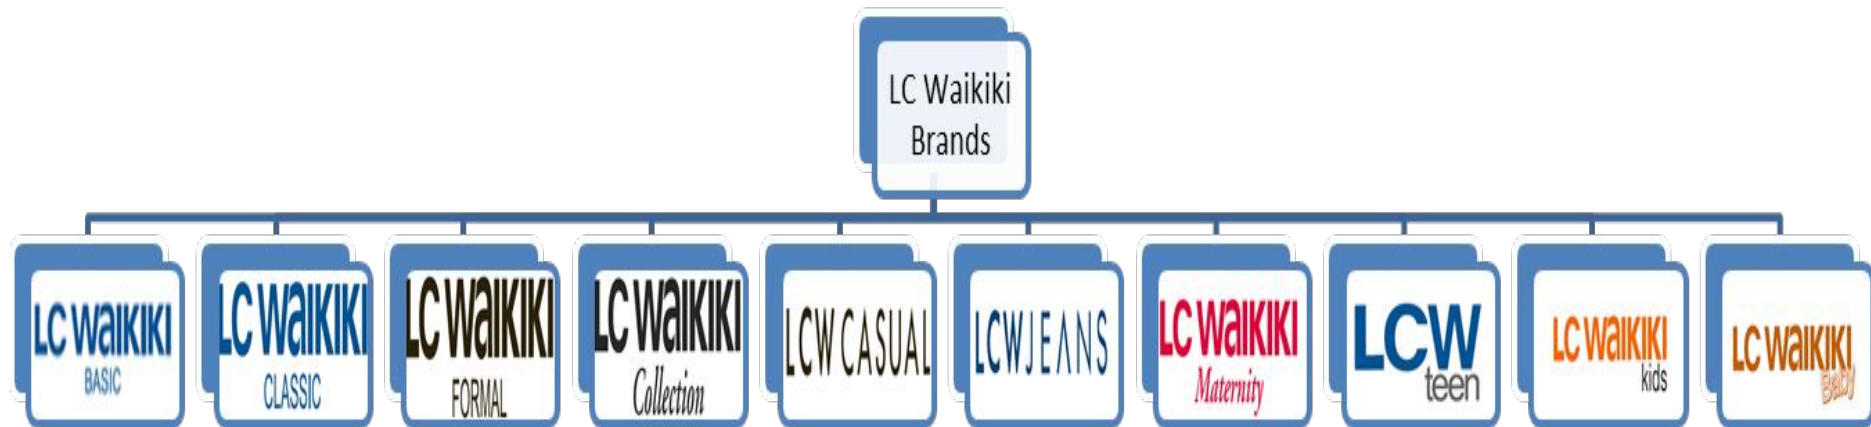 LC Waikiki
Brands
LC WaIKIKI
BASIC
LC WaIKIKI
CLASSIC
LC WaIKIKI
FORMAL
LC WaIKIKI
Collection
LCW CASUAL
LCW JEANS
LC WaIKIKI
Maternity
LCW
teen
LC WaIKIKI
kids
LC WaIKIKI
Baby